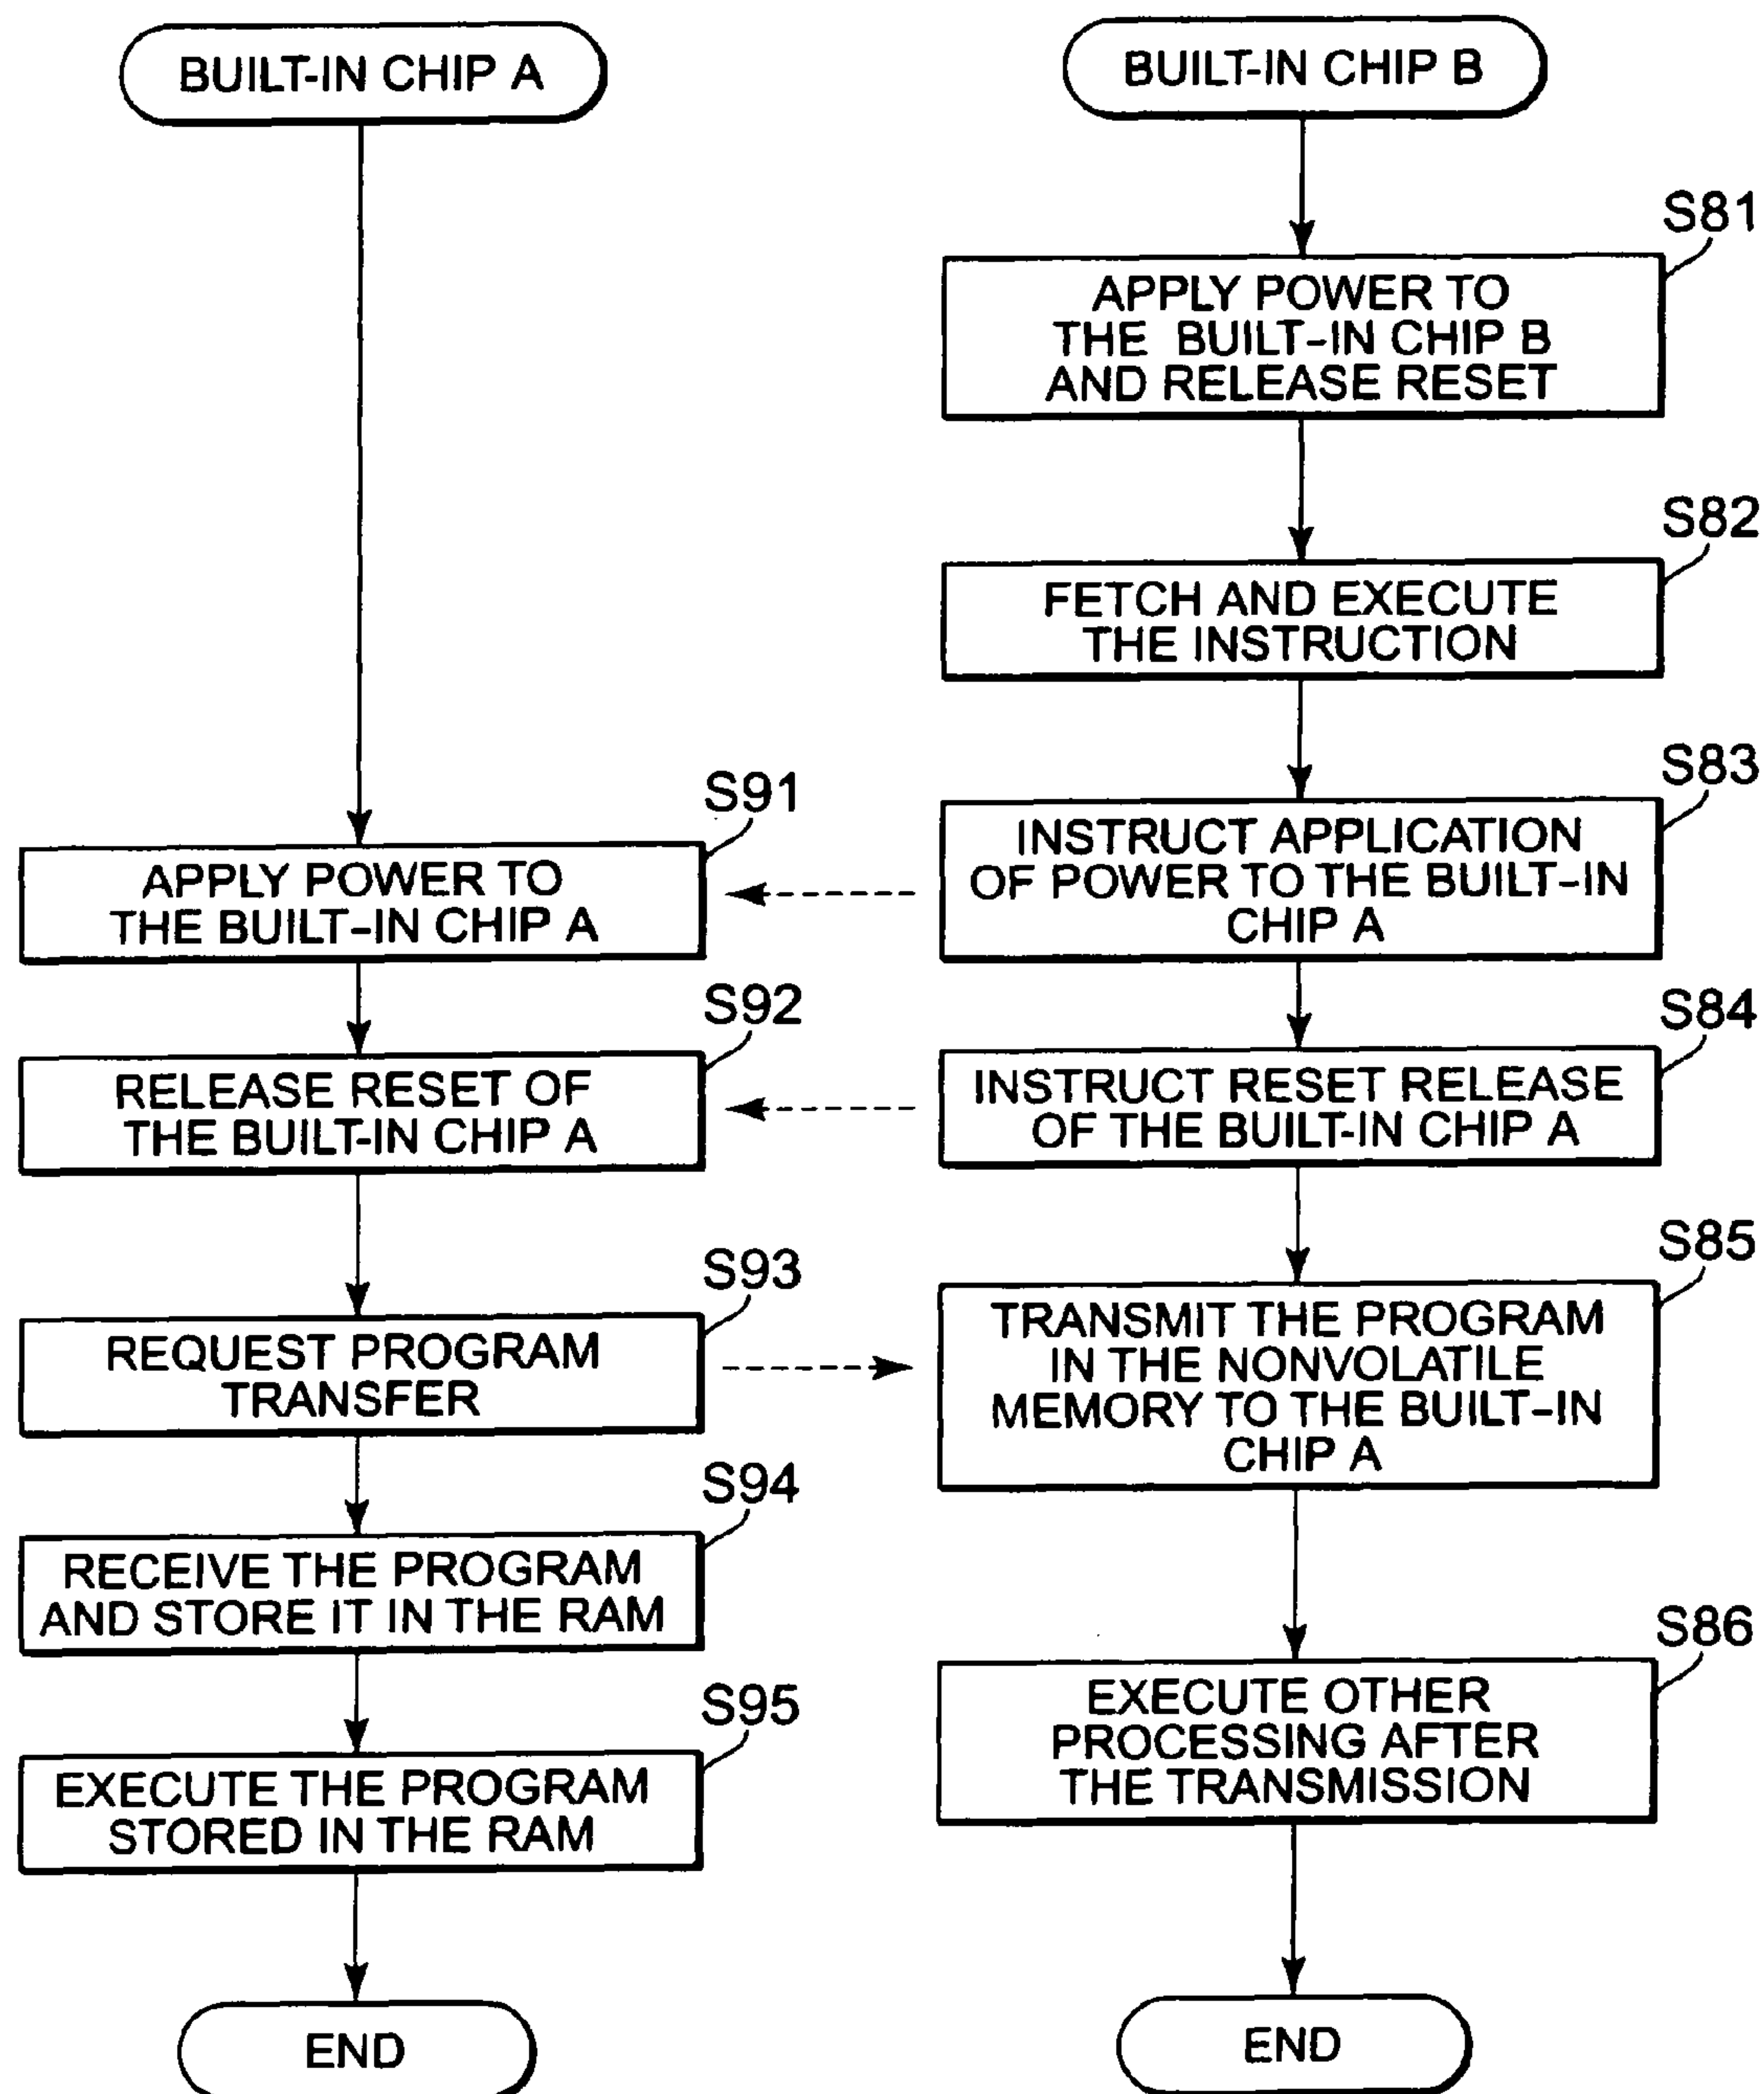 BUILT-IN CHIP A
S91
APPLY POWER TO
THE BUILT-IN CHIP A
S92
RELEASE RESET OF
THE BUILT-IN CHIP A
S93
REQUEST PROGRAM
TRANSFER
S94
RECEIVE THE PROGRAM
AND STORE IT IN THE RAM
S95
EXECUTE THE PROGRAM
STORED IN THE RAM
END
BUILT-IN CHIP B
S81
APPLY POWER TO
THE BUILT-IN CHIP B
AND RELEASE RESET
S82
FETCH AND EXECUTE
THE INSTRUCTION
S83
INSTRUCT APPLICATION
OF POWER TO THE BUILT-IN
CHIP A
S84
INSTRUCT RESET RELEASE
OF THE BUILT-IN CHIP A
S85
TRANSMIT THE PROGRAM
IN THE NONVOLATILE
MEMORY TO THE BUILT-IN
CHIP A
S86
EXECUTE OTHER
PROCESSING AFTER
THE TRANSMISSION
END